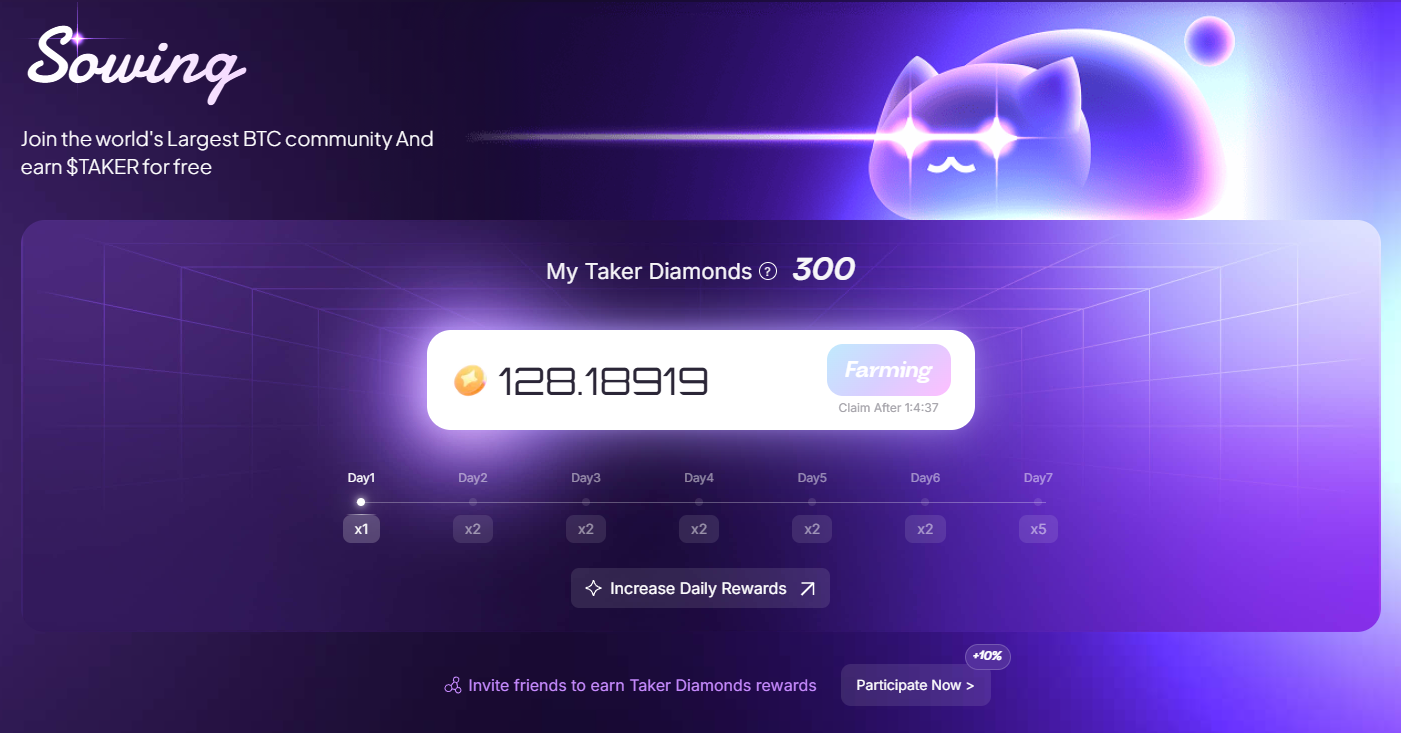 Sowing
Join the world's Largest BTC community And
earn $TAKER for free
My Taker Diamonds ? 300
128.18919
Farming
Claim After 1:4:37
Day1 Day2 Day3 Day4 Day5 Day6 Day7
x1 x2 x2 x2 x2 x2 x5
Increase Daily Rewards
+10%
Invite friends to earn Taker Diamonds rewards
Participate Now >